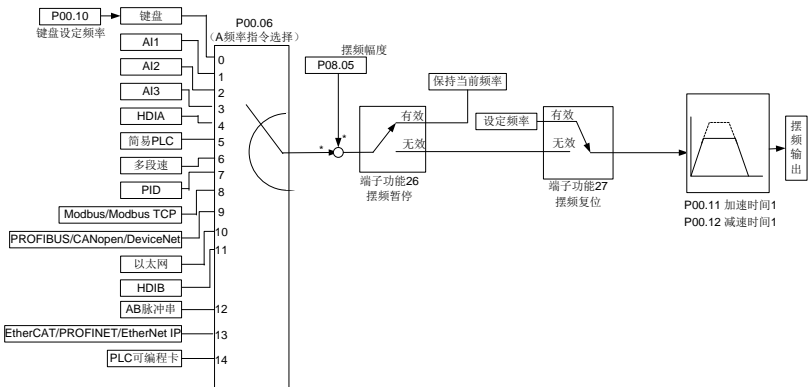 P00.10
键盘设定频率
键盘
AI1
AI2
AI3
HDIA
简易PLC
多段速
PID
Modbus/Modbus TCP
PROFIBUS/CANopen/DeviceNet
以太网
HDIB
AB脉冲串
EtherCAT/PROFINET/EtherNet IP
PLC可编程卡
P00.06
（A频率指令选择）
0
1
2
3
4
5
6
7
8
9
10
11
12
13
14
摆频幅度
P08.05
*
*
保持当前频率
有效
无效
端子功能26
摆频暂停
设定频率
有效
无效
端子功能27
摆频复位
P00.11 加速时间1
P00.12 减速时间1
摆频输出